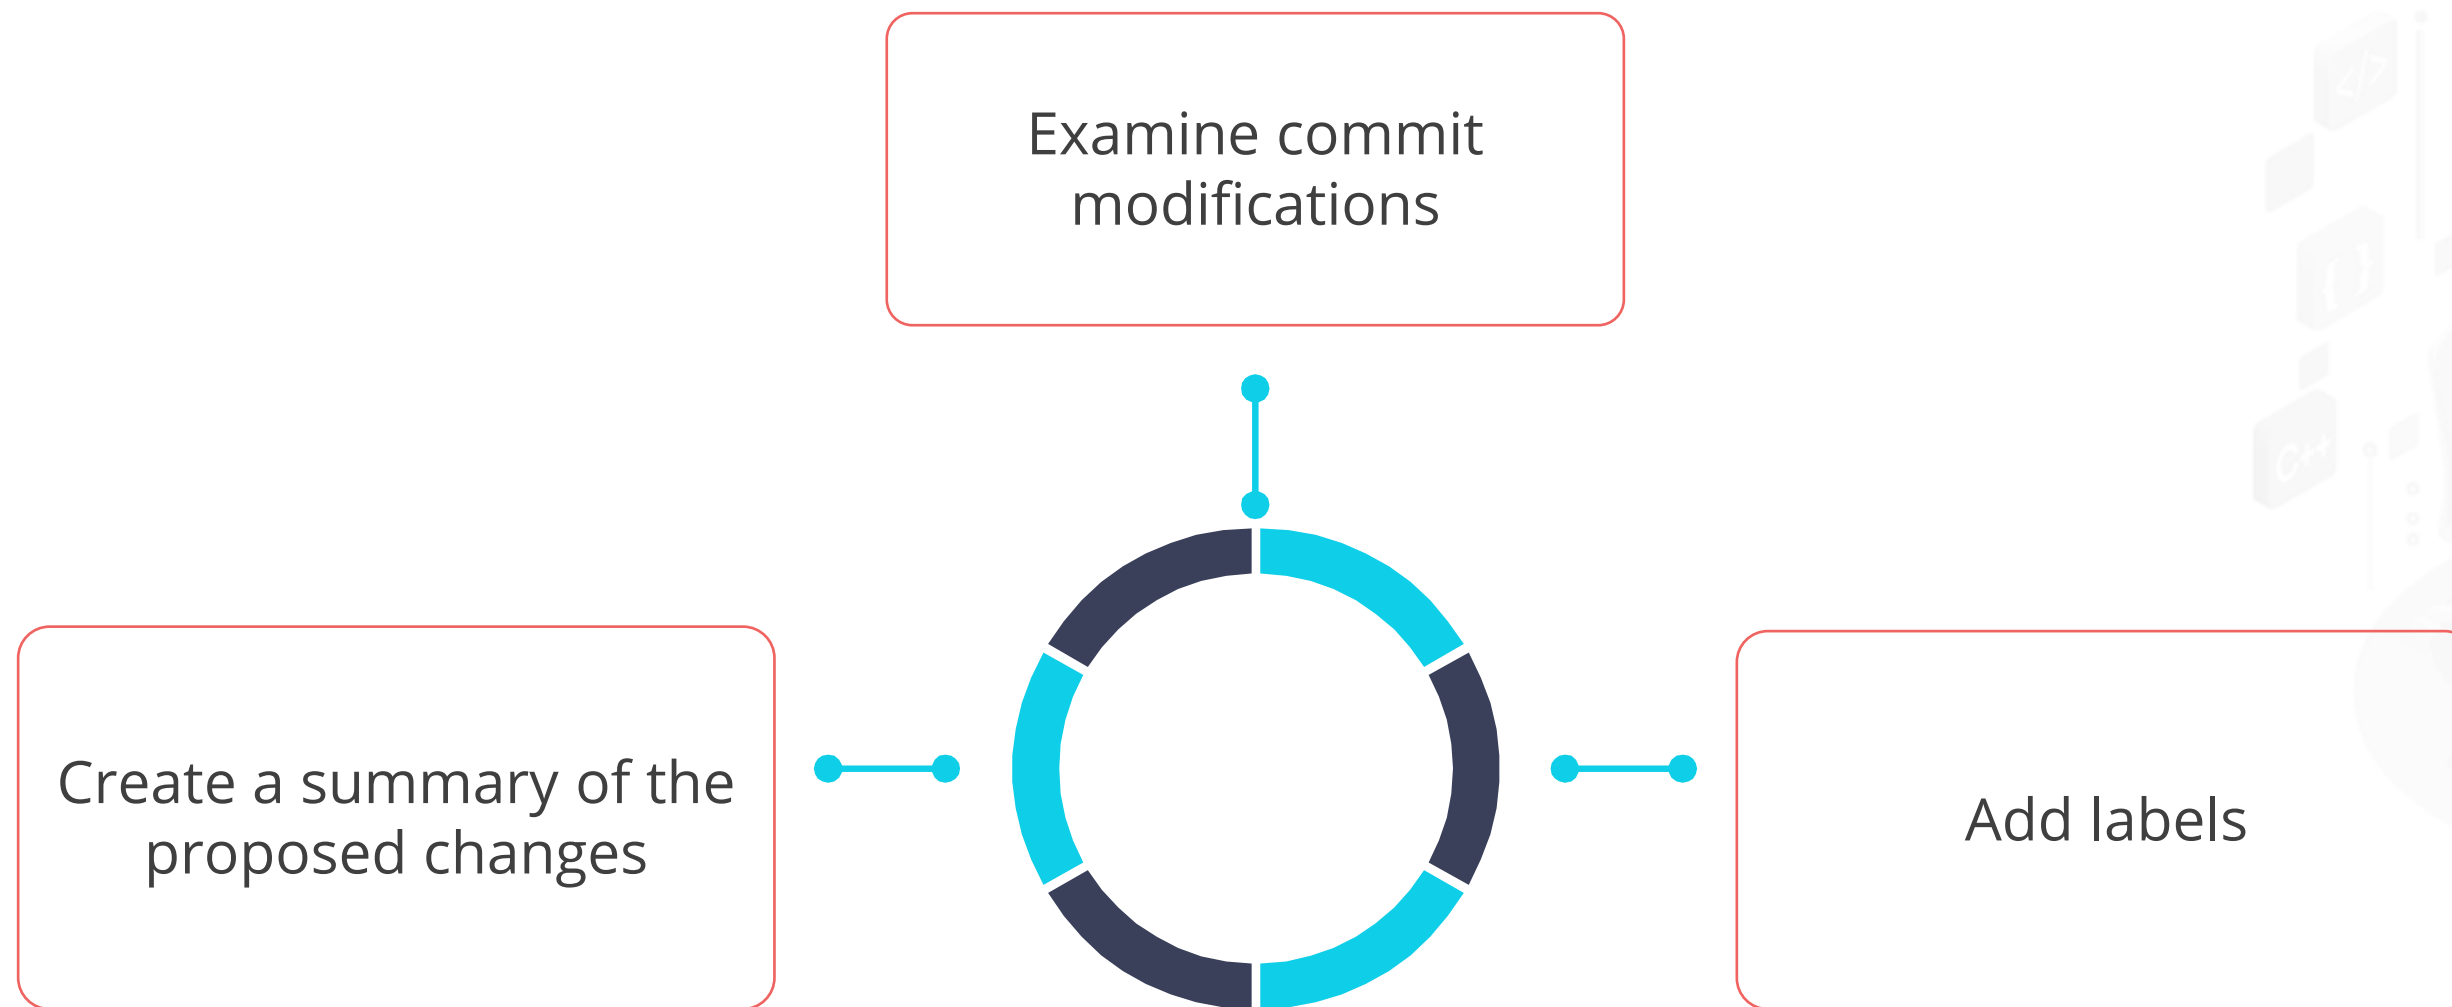 Examine commit
modifications
Create a summary of the
proposed changes
Add labels
</>
{ }
C++